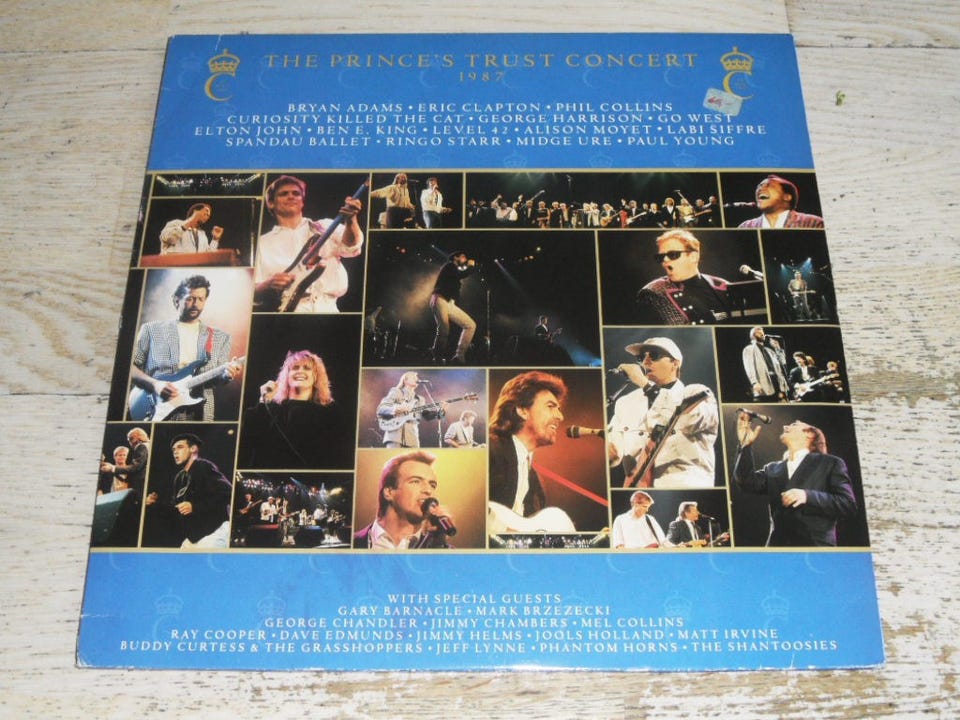 THE PRINCE'S TRUST CONCERT
1987
BRYAN ADAMS • ERIC CLAPTON • PHIL COLLINS
CURIOSITY KILLED THE CAT • GEORGE HARRISON • GO WEST
ELTON JOHN • BEN E. KING • LEVEL 42 • ALISON MOYET • LABI SIFFRE
SPANDAU BALLET • RINGO STARR • MIDGE URE • PAUL YOUNG
WITH SPECIAL GUESTS
GARY BARNACLE • MARK BRZEZECKI
GEORGE CHANDLER • JIMMY CHAMBERS • MEL COLLINS
RAY COOPER • DAVE EDMUNDS • JIMMY HELMS • JOOLS HOLLAND • MATT IRVINE
BUDDY CURTESS & THE GRASSHOPPERS • JEFF LYNNE • PHANTOM HORNS • THE SHANTOOSIES